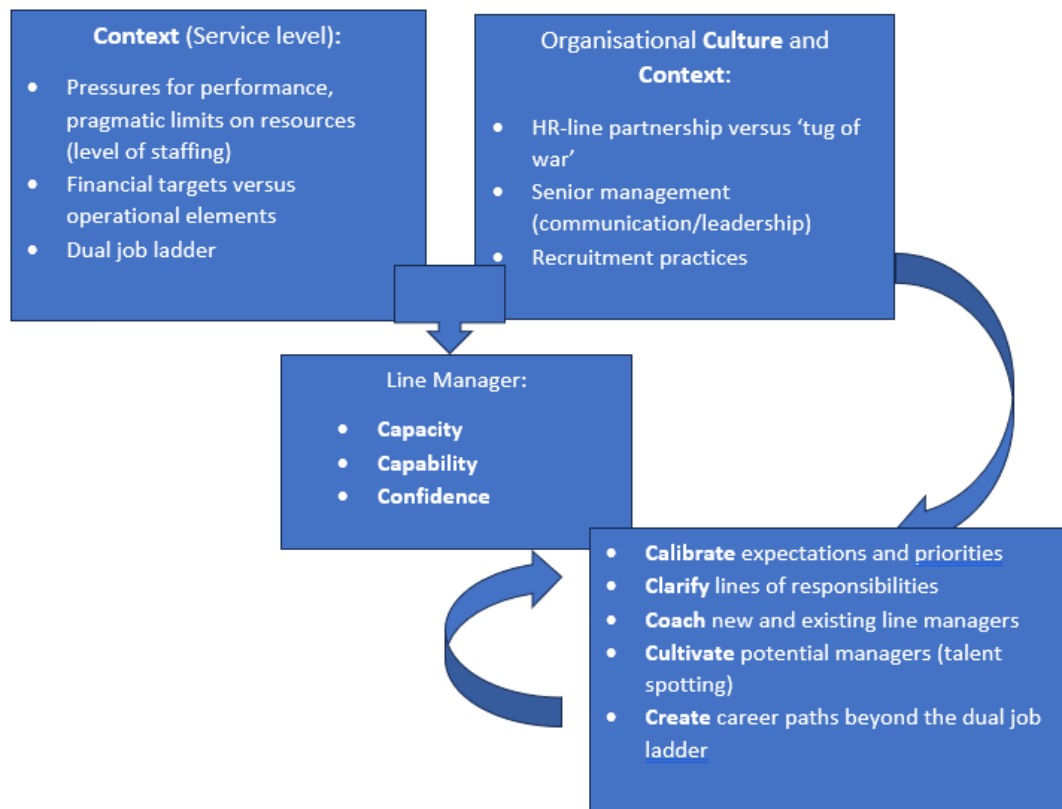 Context (Service level):
• Pressures for performance,
pragmatic limits on resources
(level of staffing)
• Financial targets versus
operational elements
• Dual job ladder
Organisational Culture and
Context:
• HR-line partnership versus ‘tug of
war’
• Senior management
(communication/leadership)
• Recruitment practices
Line Manager:
• Capacity
• Capability
• Confidence
• Calibrate expectations and priorities
• Clarify lines of responsibilities
• Coach new and existing line managers
• Cultivate potential managers (talent
spotting)
• Create career paths beyond the dual job
ladder